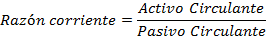 Razón corriente = Activo Circulante
Pasivo Circulante